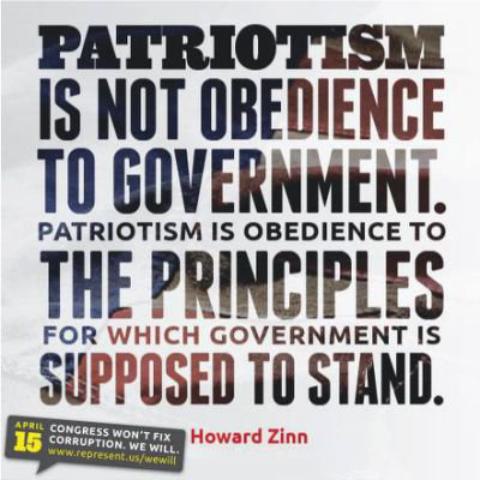 PATRIOTISM
IS NOT OBEDIENCE
TO GOVERNMENT.
PATRIOTISM IS OBEDIENCE TO
THE PRINCIPLES
FOR WHICH GOVERNMENT IS
SUPPOSED TO STAND.
Howard Zinn
APRIL
15
CONGRESS WON'T FIX
CORRUPTION. WE WILL.
www.represent.us/wewill